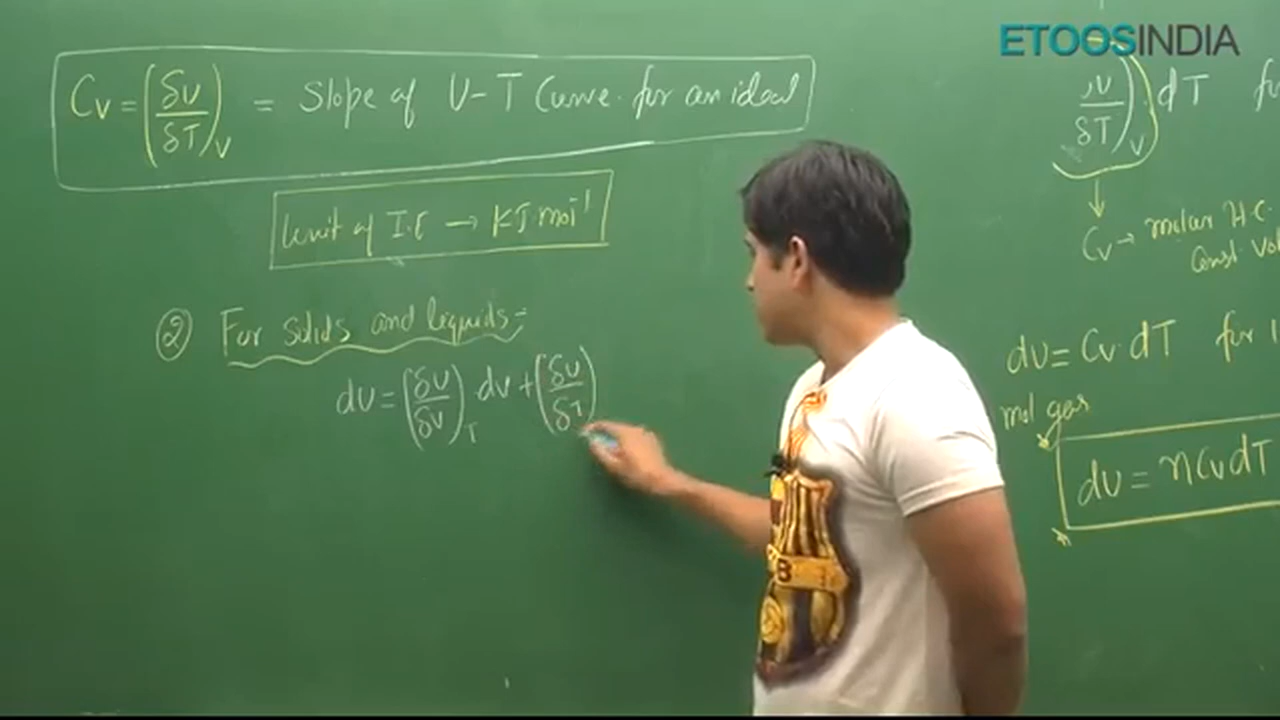 ETOOSINDIA
Cv = (δU/δT)v = Slope of U-T Curve for an ideal
Unit of I.E → KJ mol⁻¹
② For solids and liquids:-
dU = (δU/δV)T · dV + (δU/δT)
U/δT)v · dT
Cv → molar H.C.
Const. Vol
dU = Cv · dT for 1
mol gas
dU = nCvdT
B